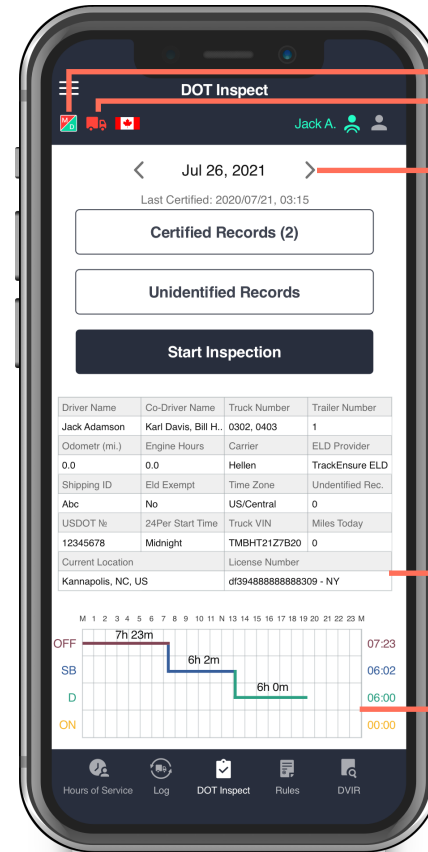 DOT Inspect
M/D
Jack A.
Jul 26, 2021
Last Certified: 2020/07/21, 03:15
Certified Records (2)
Unidentified Records
Start Inspection
Driver Name Co-Driver Name Truck Number Trailer Number
Jack Adamson Karl Davis, Bill H.. 0302, 0403 1
Odometr (mi.) Engine Hours Carrier ELD Provider
0.0 0.0 Hellen TrackEnsure ELD
Shipping ID Eld Exempt Time Zone Undentified Rec.
Abc No US/Central 0
USDOT № 24Per Start Time Truck VIN Miles Today
12345678 Midnight TMBHT21Z7B20 0
Current Location License Number
Kannapolis, NC, US df394888888888309 - NY
M 1 2 3 4 5 6 7 8 9 10 11 N 13 14 15 16 17 18 19 20 21 22 23 M
OFF 7h 23m 07:23
SB 6h 2m 06:02
D 6h 0m 06:00
ON 00:00
Hours of Service Log DOT Inspect Rules DVIR